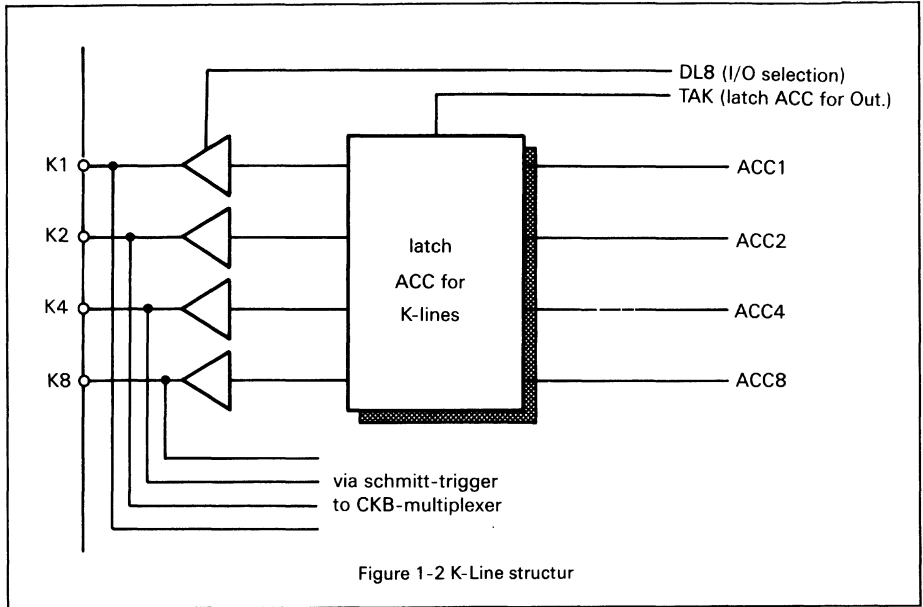 DL8 (I/O selection)
TAK (latch ACC for Out.)
K1
ACC1
K2
ACC2
latch
ACC for
K-lines
K4
ACC4
K8
ACC8
via schmitt-trigger
to CKB-multiplexer
Figure 1-2 K-Line structur